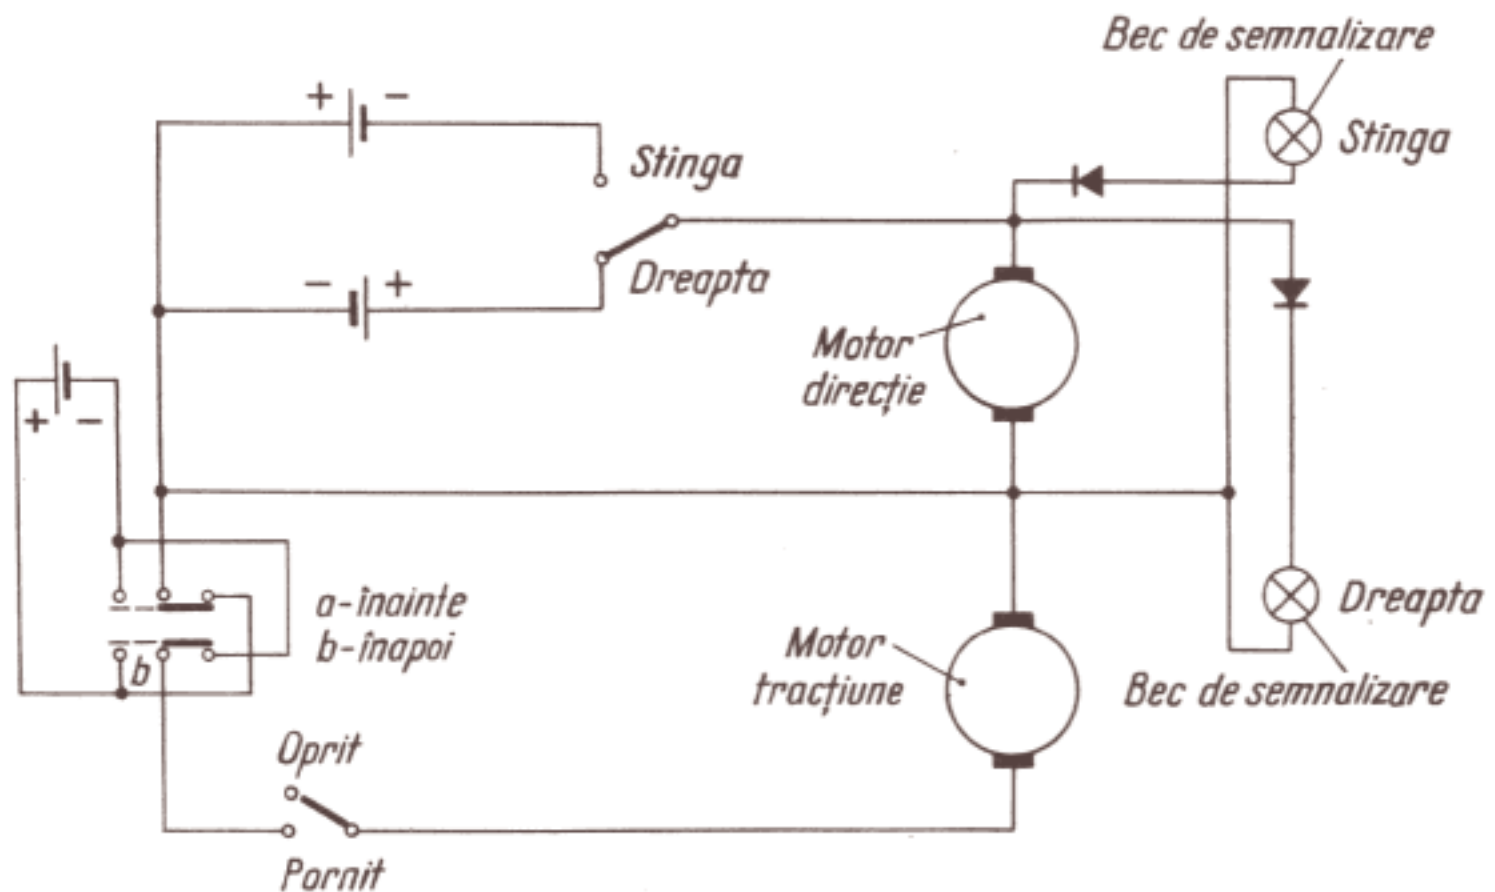 Bec de semnalizare
+ -
Stinga
Stinga
- +
Dreapta
Motor
direcție
+ -
a-înainte
b-înapoi
b
Dreapta
Motor
tracțiune
Bec de semnalizare
Oprit
Pornit